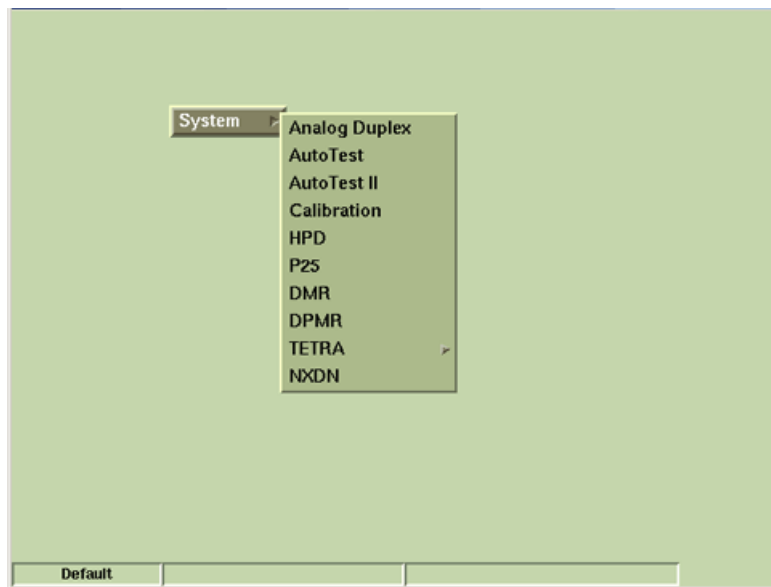 System
Analog Duplex
AutoTest
AutoTest II
Calibration
HPD
P25
DMR
DPMR
TETRA
NXDN
Default